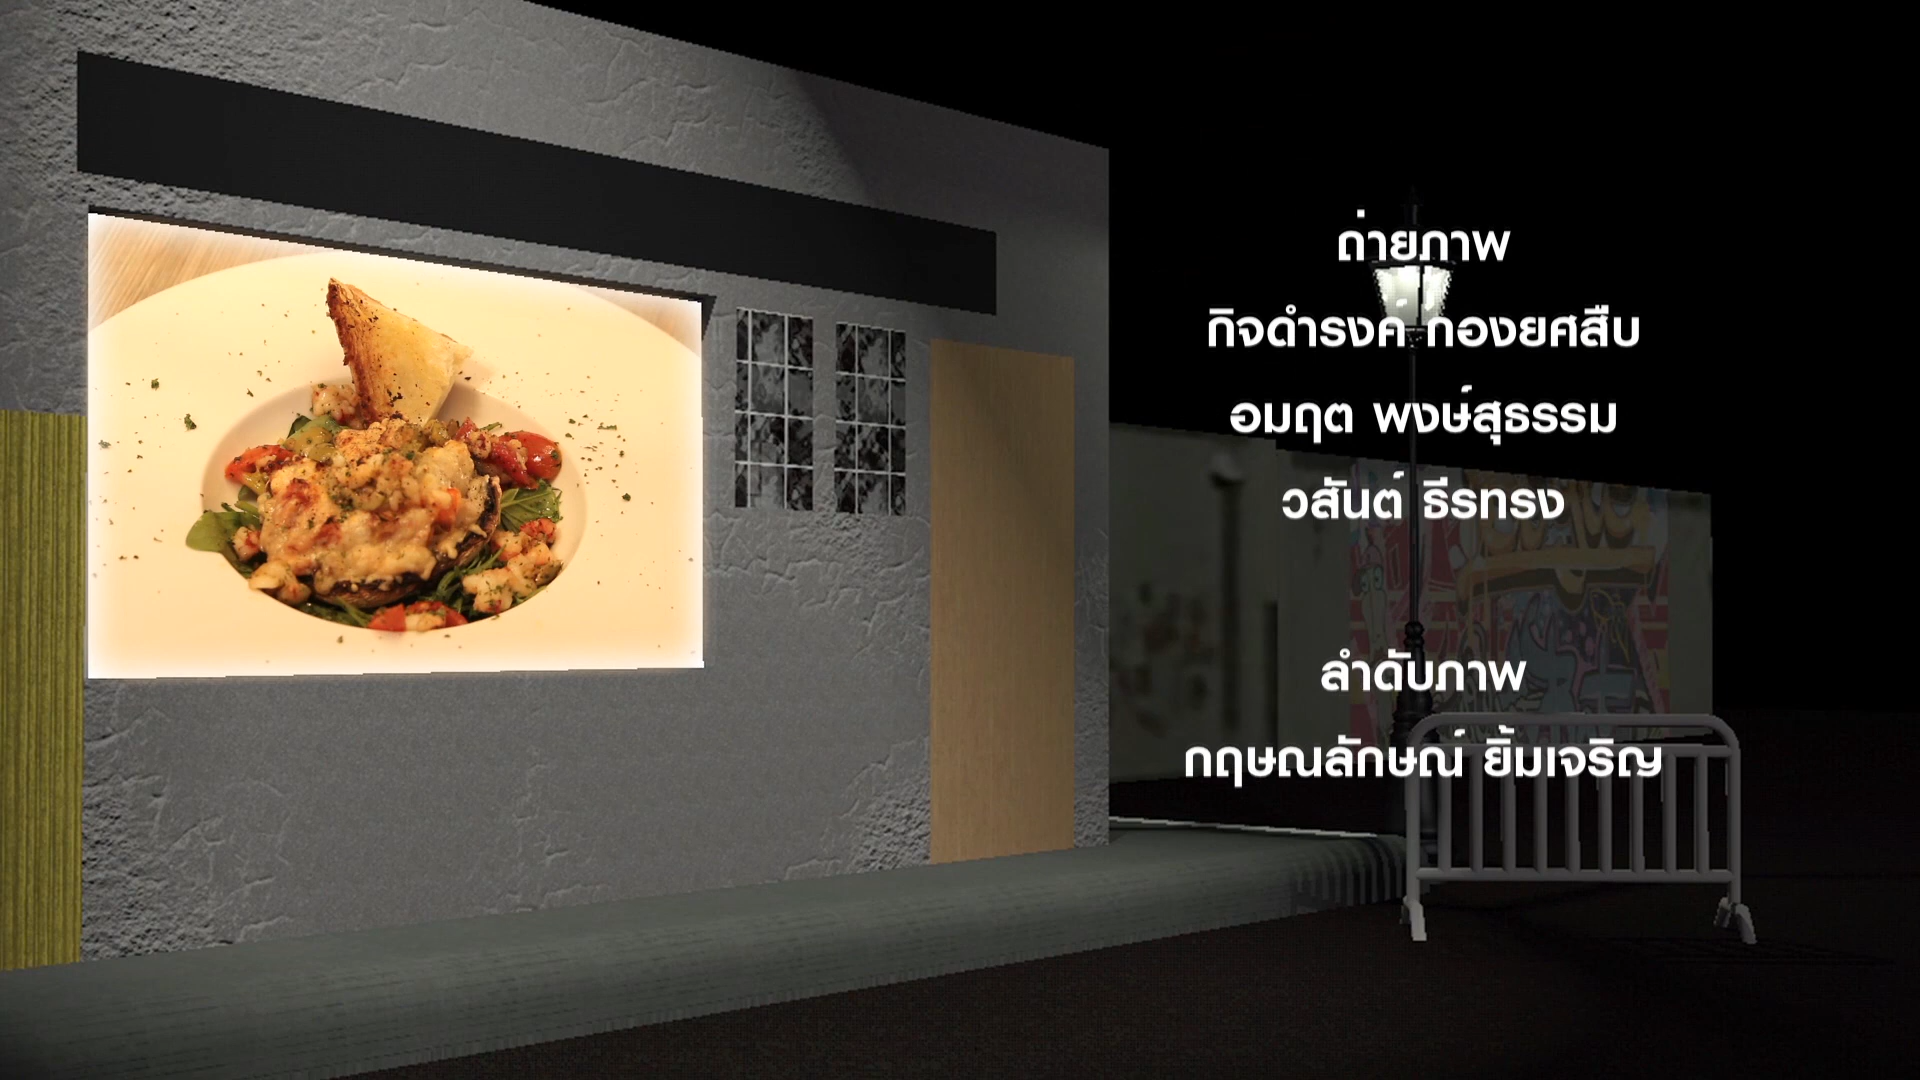 ถ่ายภาพ
กิจดำรงค์ ก้องยศสืบ
อมฤต พงษ์สุธรรม
วสันต์ ธีรทรง
ลำดับภาพ
กฤษณลักษณ์ ยิ้มเจริญ